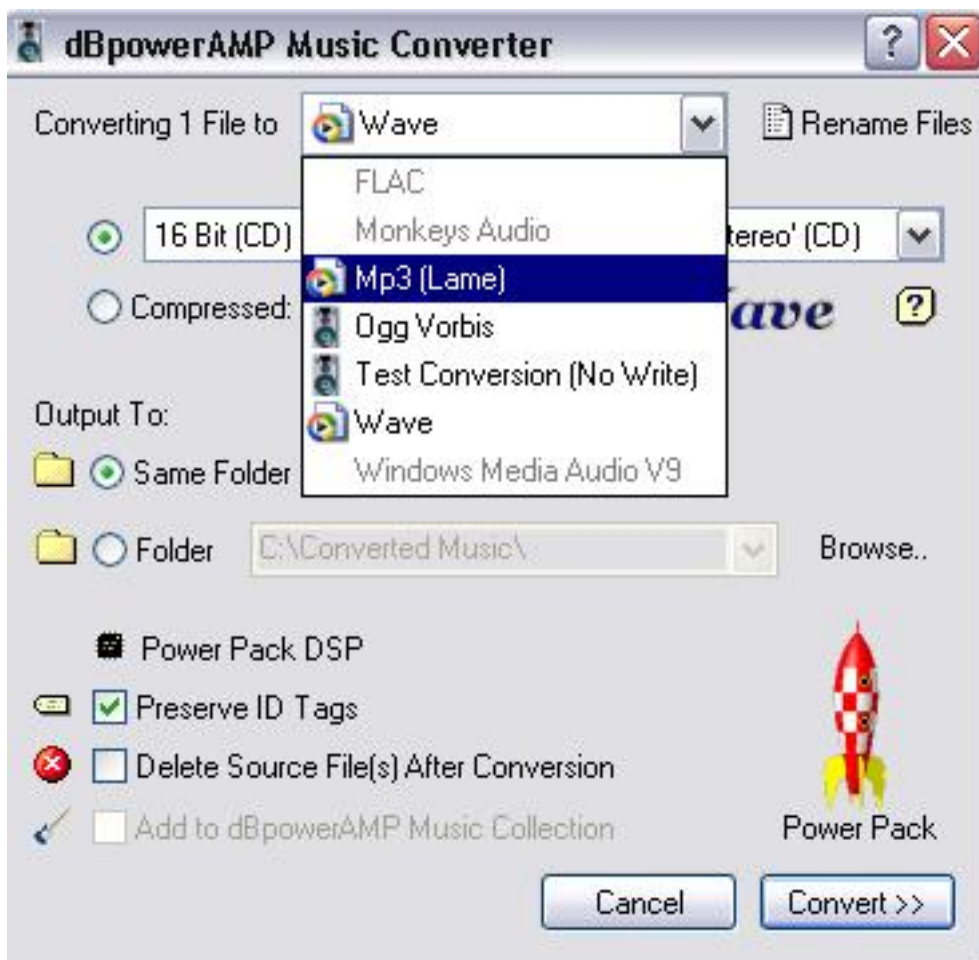 dBpowerAMP Music Converter
Converting 1 File to Wave Rename Files
FLAC
16 Bit (CD) Monkeys Audio tereo' (CD)
Mp3 (Lame)
Compressed: ave
Ogg Vorbis
Test Conversion (No Write)
Output To: Wave
Same Folder Windows Media Audio V9
Folder C:\Converted Music\ Browse..
Power Pack DSP
Preserve ID Tags
Delete Source File(s) After Conversion
Add to dBpowerAMP Music Collection Power Pack
Cancel Convert >>